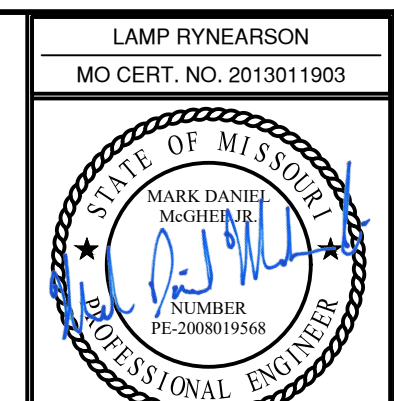 LAMP RYNEARSON
MO CERT. NO. 2013011903
STATE OF MISSOURI
MARK DANIEL
McGHEE JR.
NUMBER
PE-2008019568
PROFESSIONAL ENGINEER